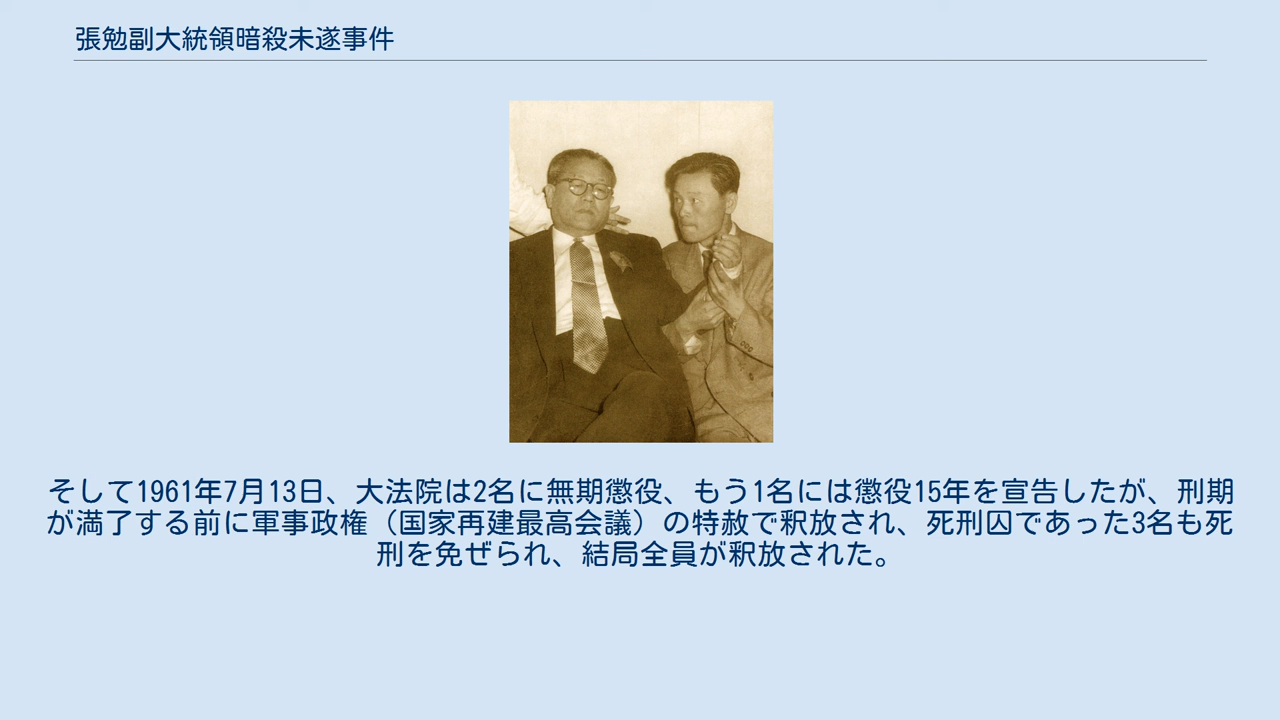 張勉副大統領暗殺未遂事件
そして1961年7月13日、大法院は2名に無期懲役、もう1名には懲役15年を宣告したが、刑期
が満了する前に軍事政権（国家再建最高会議）の特赦で釈放され、死刑囚であった3名も死
刑を免ぜられ、結局全員が釈放された。